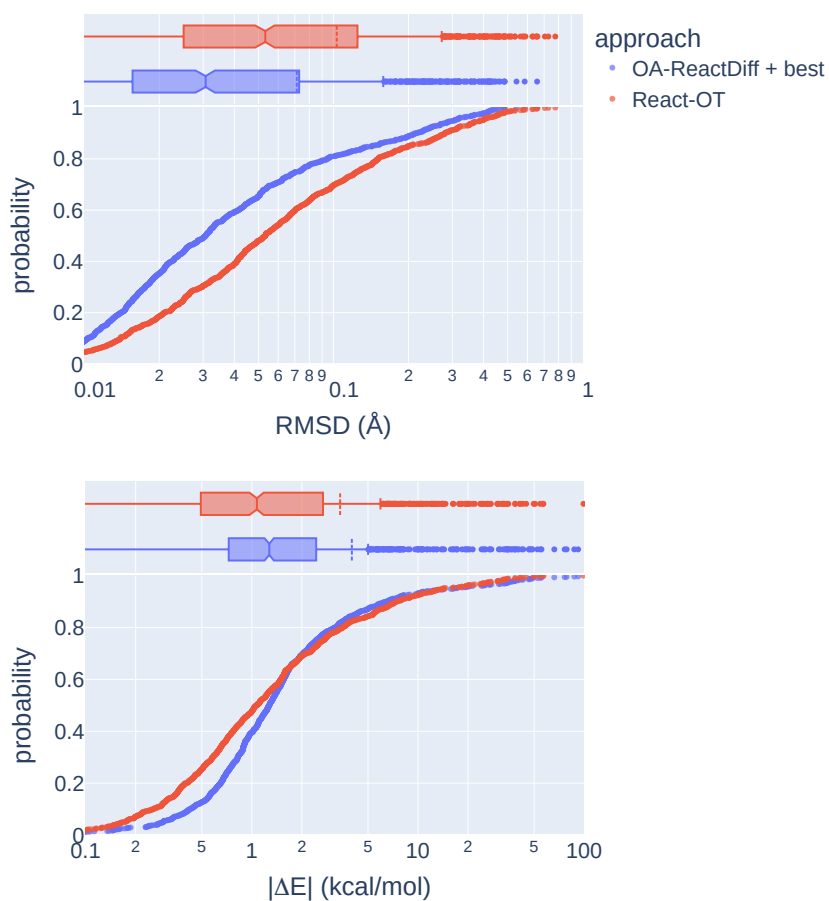 approach
OA-ReactDiff + best
React-OT
1
0.8
0.6
0.4
0.2
0
probability
2 3 4 5 6 7 8 9 2 3 4 5 6 7 8 9
0.01 0.1 1
RMSD (Å)
1
0.8
0.6
0.4
0.2
0
probability
0.1 2 5 1 2 5 10 2 5 100
|ΔE| (kcal/mol)